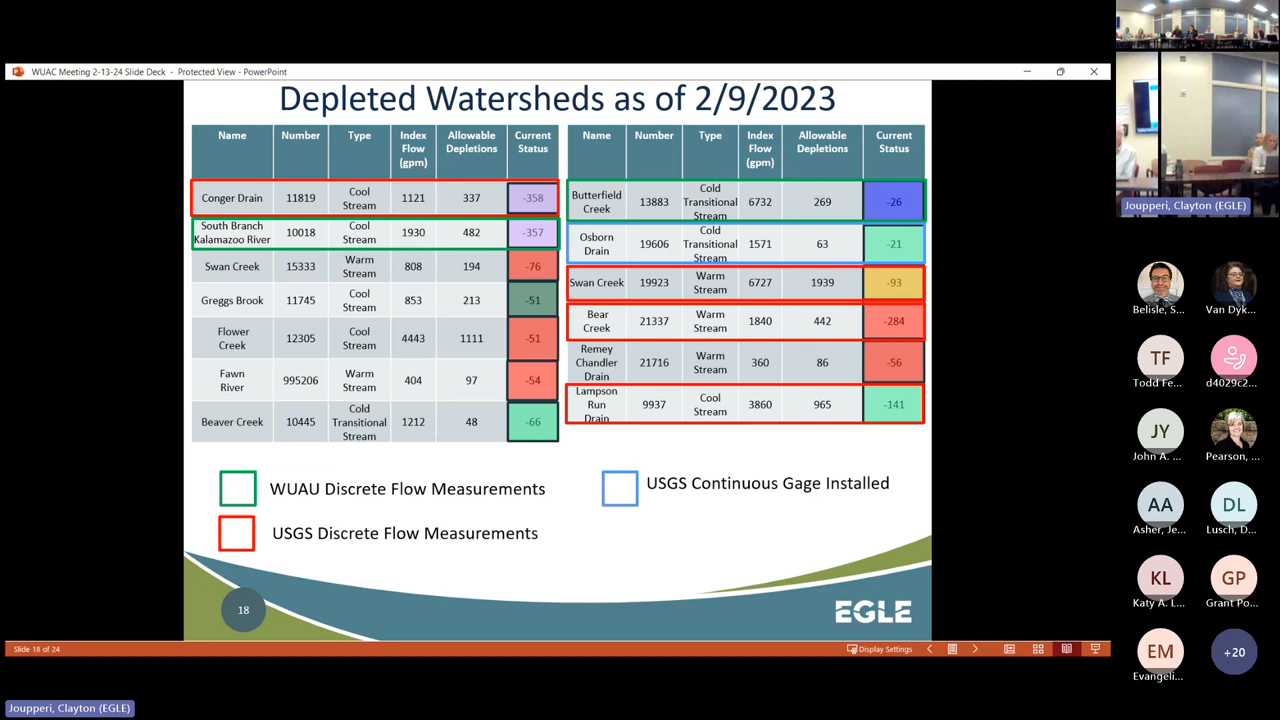 WUAC Meeting 2-13-24 Slide Deck - Protected View - PowerPoint
Depleted Watersheds as of 2/9/2023
Name Number Type Index Flow (gpm) Allowable Depletions Current Status
Conger Drain 11819 Cool Stream 1121 337 -358
South Branch Kalamazoo River 10018 Cool Stream 1930 482 -357
Swan Creek 15333 Warm Stream 808 194 -76
Greggs Brook 11745 Cool Stream 853 213 -51
Flower Creek 12305 Cool Stream 4443 1111 -51
Fawn River 995206 Warm Stream 404 97 -54
Beaver Creek 10445 Cold Transitional Stream 1212 48 -66
Name Number Type Index Flow (gpm) Allowable Depletions Current Status
Butterfield Creek 13883 Cold Transitional Stream 6732 269 -26
Osborn Drain 19606 Cold Transitional Stream 1571 63 -21
Swan Creek 19923 Warm Stream 6727 1939 -93
Bear Creek 21337 Warm Stream 1840 442 -284
Remey Chandler Drain 21716 Warm Stream 360 86 -56
Lampson Run Drain 9937 Cool Stream 3860 965 -141
WUAU Discrete Flow Measurements
USGS Continuous Gage Installed
USGS Discrete Flow Measurements
18
EGLE
Slide 18 of 24
Display Settings
Joupperi, Clayton (EGLE)
Joupperi, Clayton (EGLE)
Belisle, S...
Van Dyk...
TF
Todd Fe...
d4029c2...
JY
John A. ...
Pearson, ...
AA
Asher, Je...
DL
Lusch, D...
KL
Katy A. L...
GP
Grant Po...
EM
Evangeli...
+20